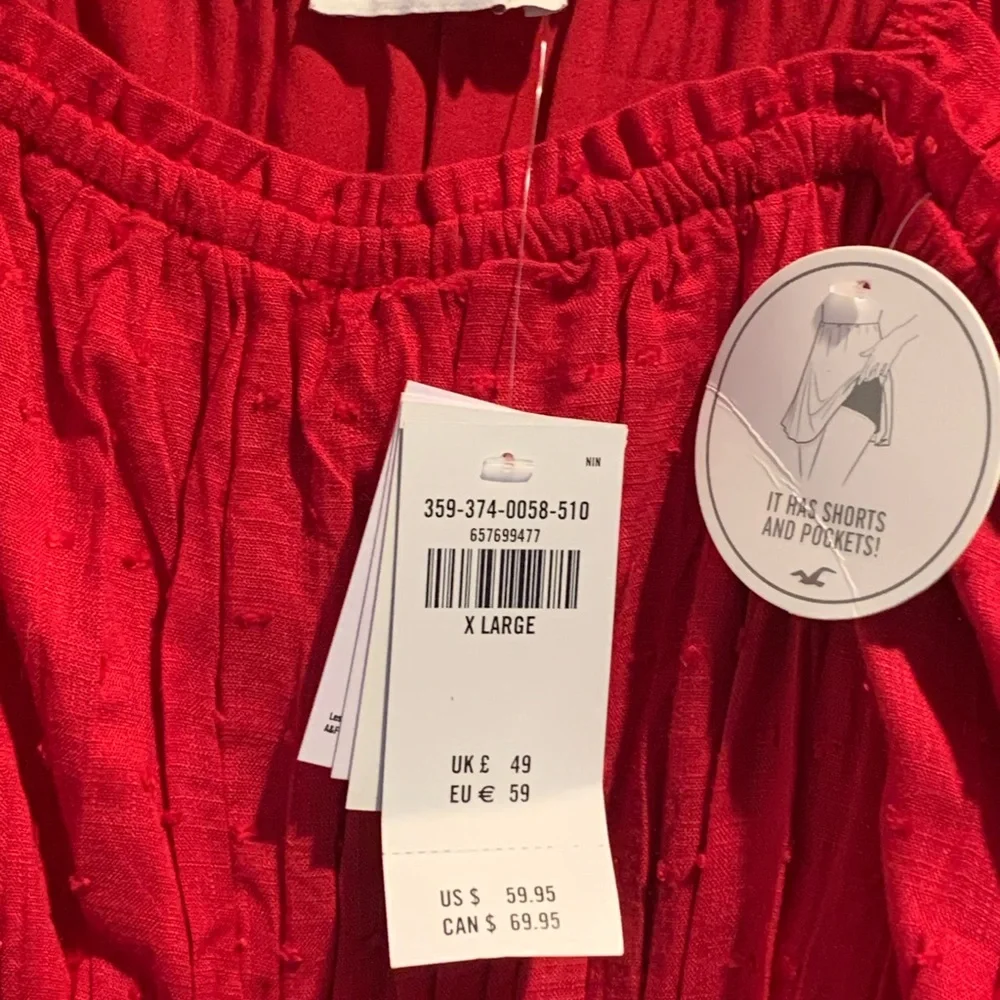 NIN
359-374-0058-510
657699477
X LARGE
UK £ 49
EU € 59
US $ 59.95
CAN $ 69.95
IT HAS SHORTS
AND POCKETS!
Les
A&F